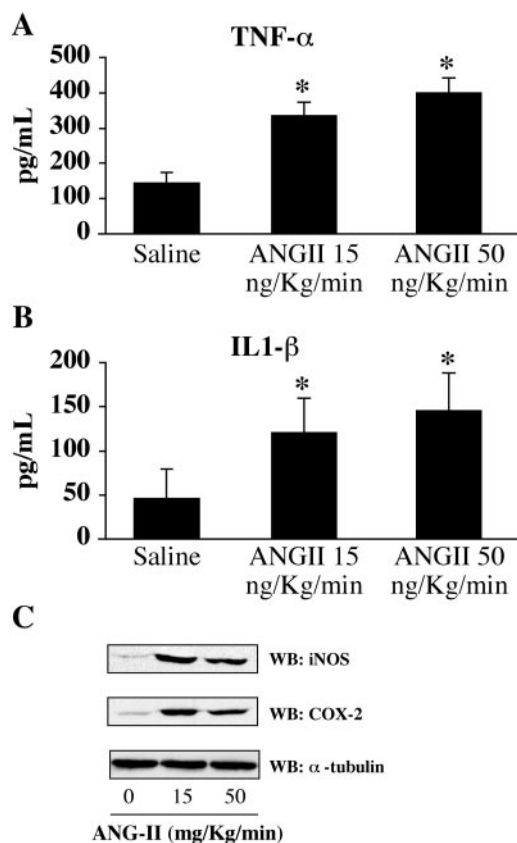 A
TNF-α
500
400
300
200
100
0
pg/mL
*
*
Saline
ANGII 15
ng/Kg/min
ANGII 50
ng/Kg/min
B
IL1-β
200
150
100
50
0
pg/mL
*
*
Saline
ANGII 15
ng/Kg/min
ANGII 50
ng/Kg/min
C
WB: iNOS
WB: COX-2
WB: α-tubulin
0 15 50
ANG-II (mg/Kg/min)